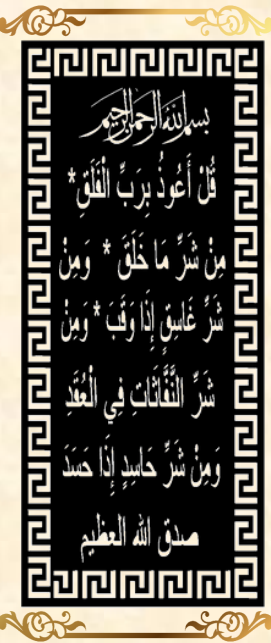 بسم الله الرحمن الرحيم
قُلْ أَعُوذُ بِرَبِّ الْفَلَقِ*
مِنْ شَرِّ مَا خَلَقَ * وَمِنْ
شَرِّ غَاسِقٍ إِذَا وَقَبَ * وَمِنْ
شَرِّ النَّفَّاثَاتِ فِي الْعُقَدِ
وَمِنْ شَرِّ حَاسِدٍ إِذَا حَسَدَ
صدق الله العظيم